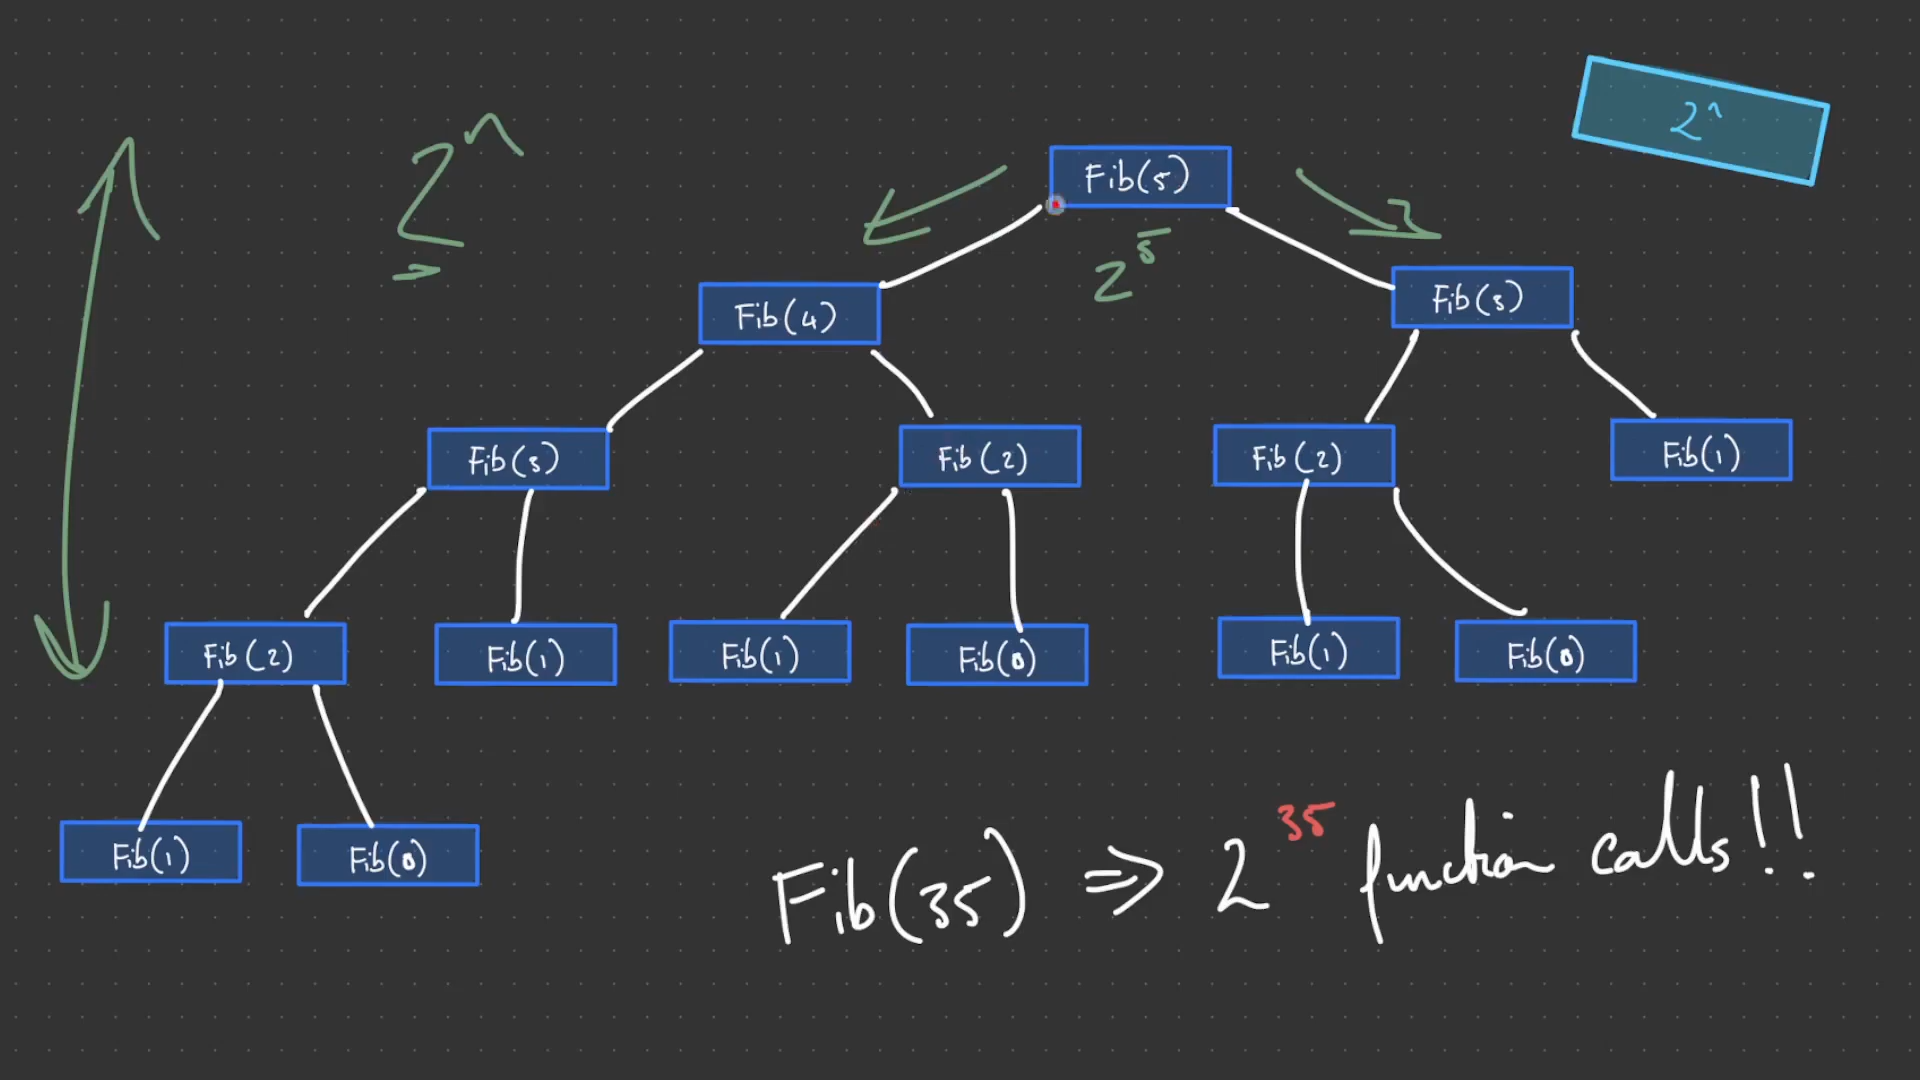 2^n
2^n
Fib(5)
2^5
Fib(4)
Fib(3)
Fib(3)
Fib(2)
Fib(2)
Fib(1)
Fib(2)
Fib(1)
Fib(1)
Fib(0)
Fib(1)
Fib(0)
Fib(1)
Fib(0)
Fib(35) => 2^35 function calls!!